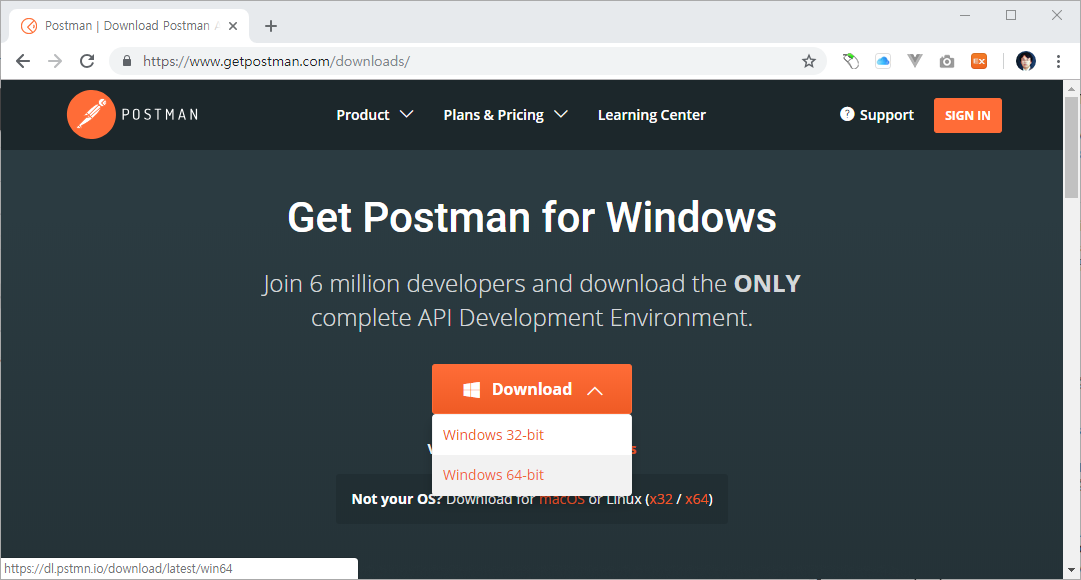 Postman | Download Postman A
https://www.getpostman.com/downloads/
Ex
POSTMAN
Product
Plans & Pricing
Learning Center
? Support
SIGN IN
Get Postman for Windows
Join 6 million developers and download the ONLY
complete API Development Environment.
Download
Windows 32-bit
Windows 64-bit
Not your OS? Download for macOS or Linux (x32 / x64)
https://dl.pstmn.io/download/latest/win64